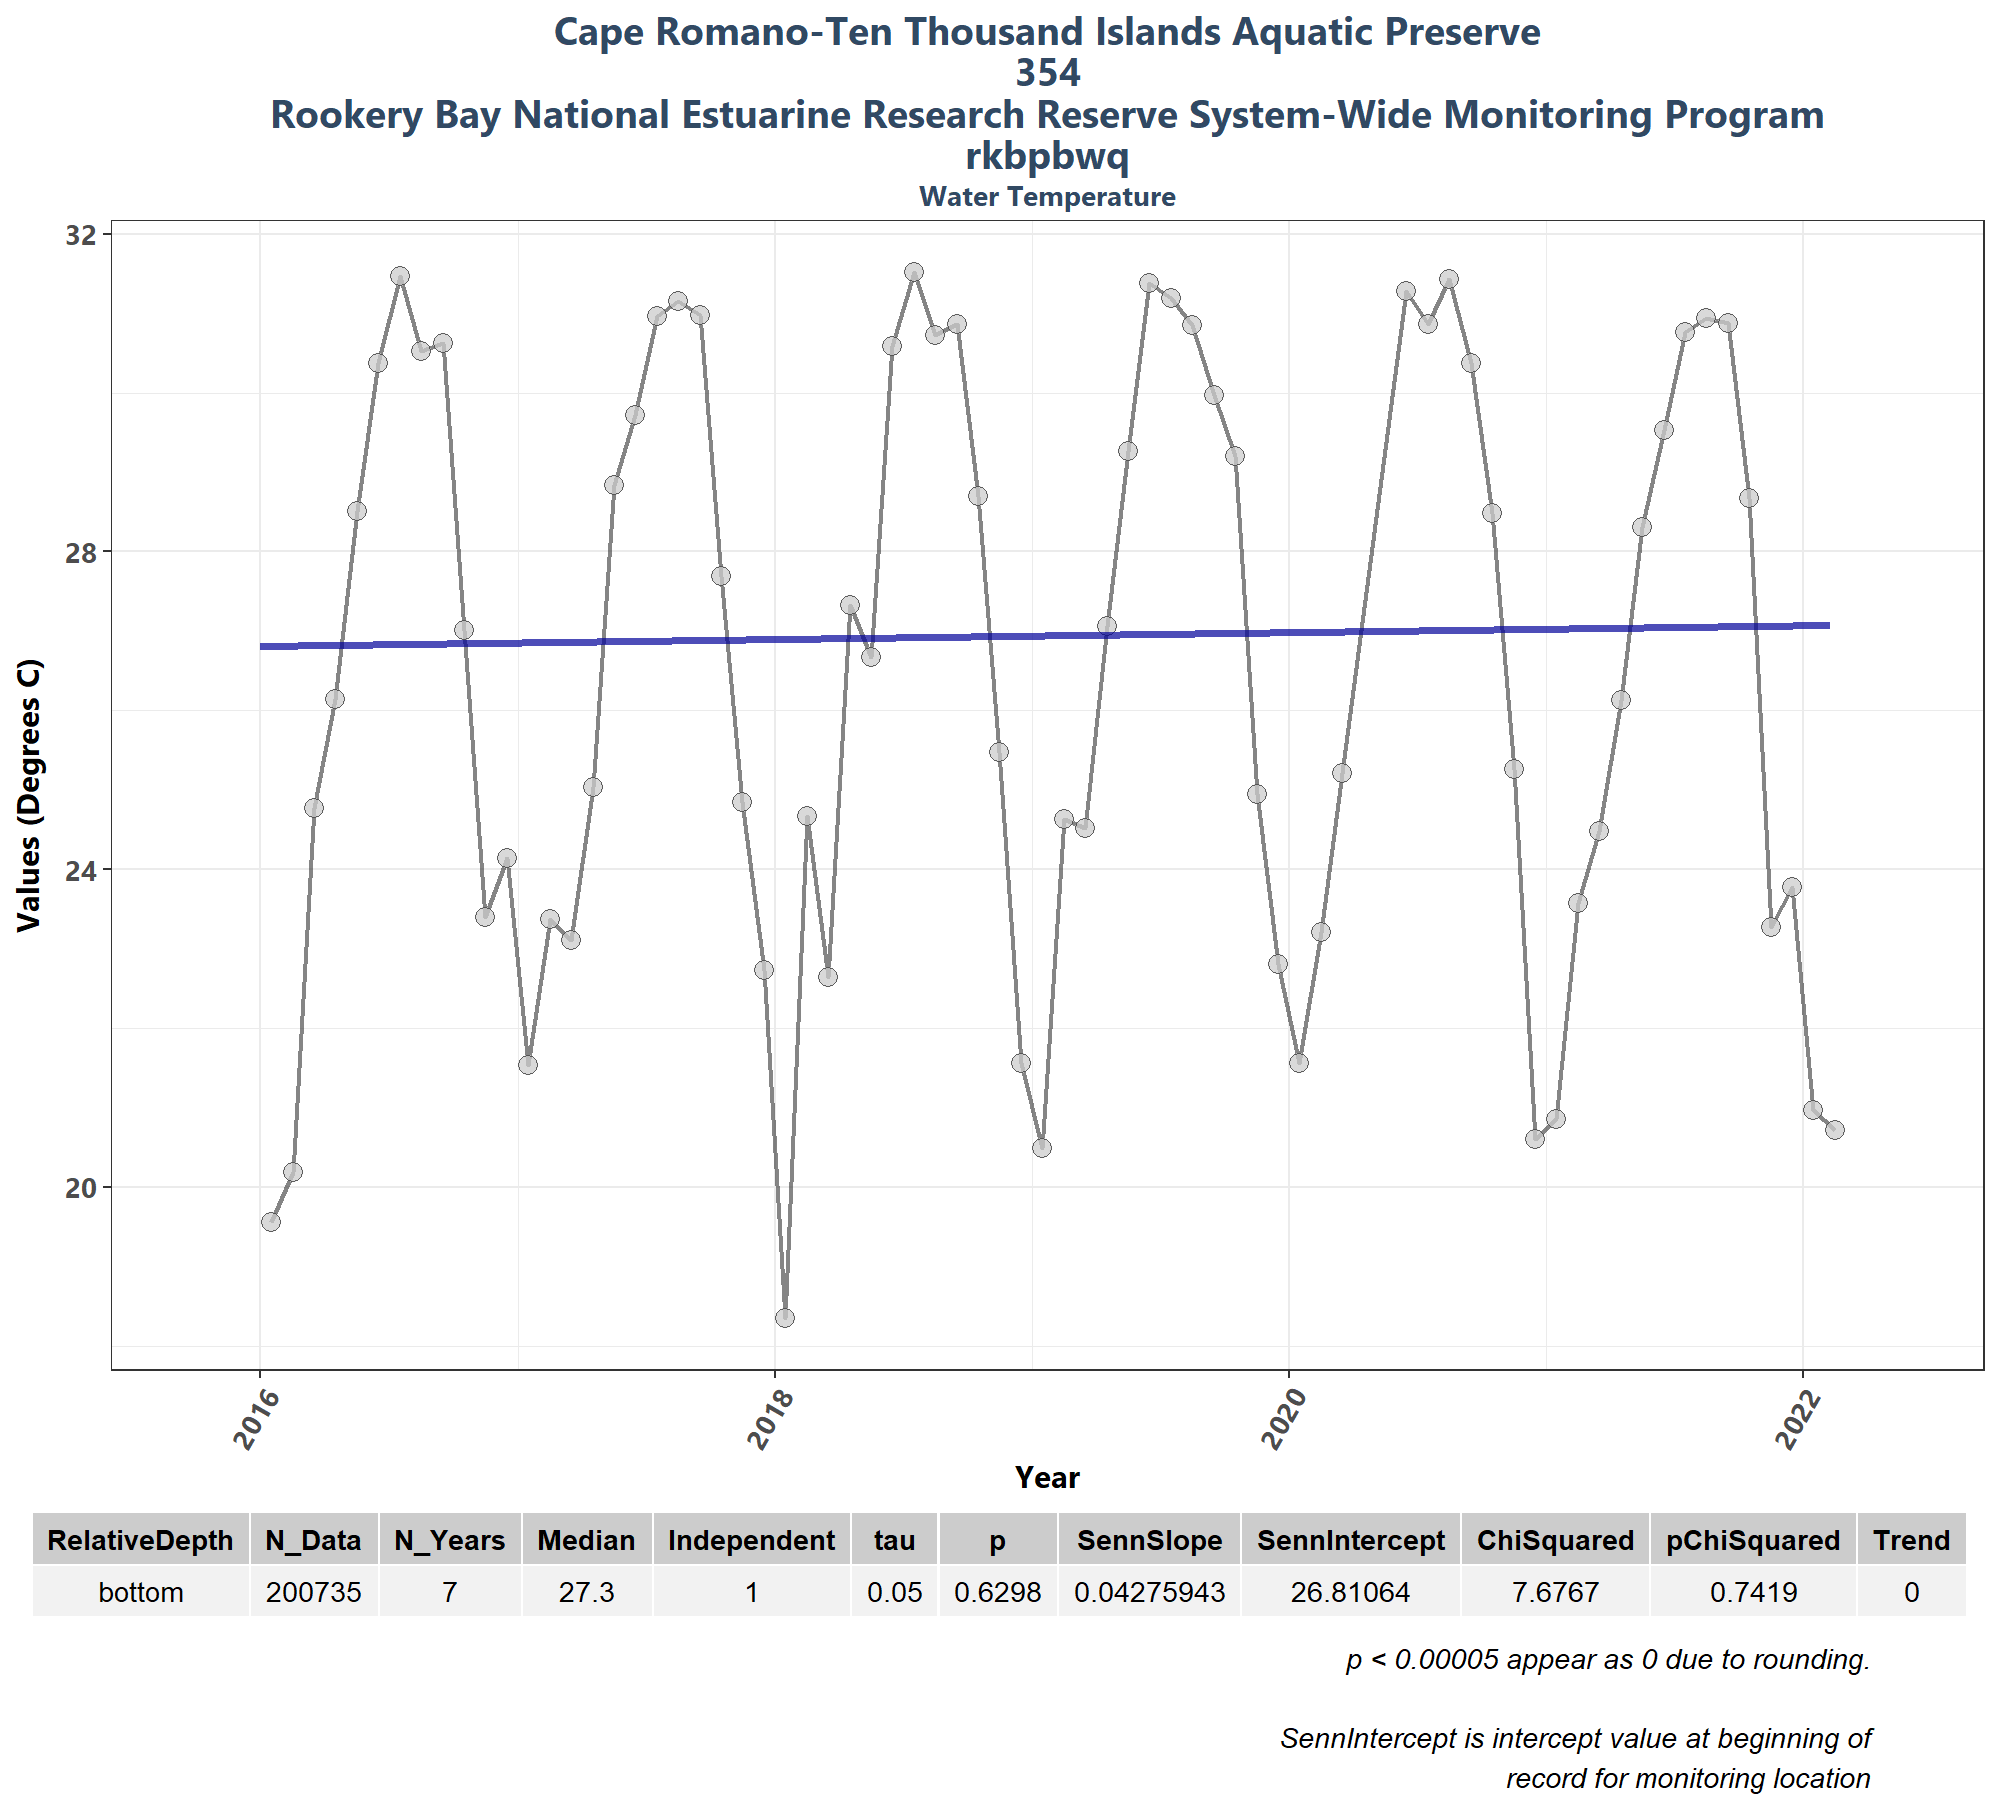 Cape Romano-Ten Thousand Islands Aquatic Preserve
354
Rookery Bay National Estuarine Research Reserve System-Wide Monitoring Program
rkbpbwq
Water Temperature
32
28
24
20
Values (Degrees C)
2016 2018 2020 2022
Year
RelativeDepth N_Data N_Years Median Independent tau p SennSlope SennIntercept ChiSquared pChiSquared Trend
bottom 200735 7 27.3 1 0.05 0.6298 0.04275943 26.81064 7.6767 0.7419 0
p < 0.00005 appear as 0 due to rounding.
SennIntercept is intercept value at beginning of
record for monitoring location